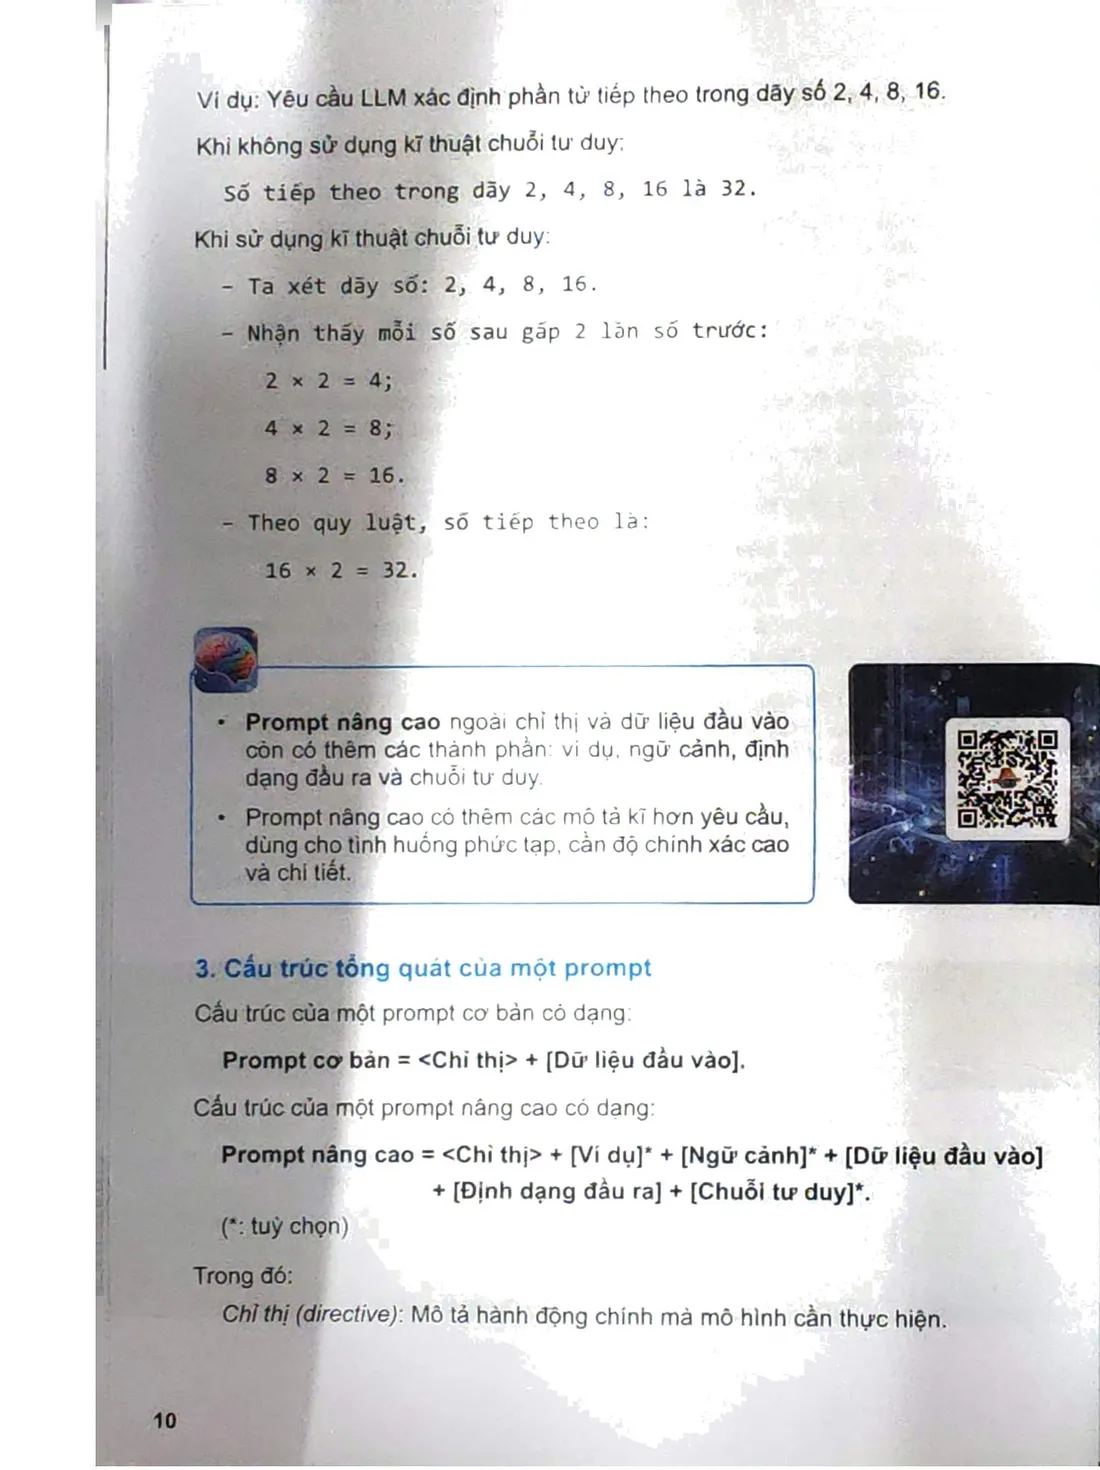 Ví dụ: Yêu cầu LLM xác định phần tử tiếp theo trong dãy số 2, 4, 8, 16.
Khi không sử dụng kĩ thuật chuỗi tư duy:
Số tiếp theo trong dãy 2, 4, 8, 16 là 32.
Khi sử dụng kĩ thuật chuỗi tư duy:
– Ta xét dãy số: 2, 4, 8, 16.
– Nhận thấy mỗi số sau gấp 2 lần số trước:
2 × 2 = 4;
4 × 2 = 8;
8 × 2 = 16.
– Theo quy luật, số tiếp theo là:
16 × 2 = 32.
• Prompt nâng cao ngoài chỉ thị và dữ liệu đầu vào
còn có thêm các thành phần: ví dụ, ngữ cảnh, định
dạng đầu ra và chuỗi tư duy.
• Prompt nâng cao có thêm các mô tả kĩ hơn yêu cầu,
dùng cho tình huống phức tạp, cần độ chính xác cao
và chi tiết.
3. Cấu trúc tổng quát của một prompt
Cấu trúc của một prompt cơ bản có dạng:
Prompt cơ bản = <Chỉ thị> + [Dữ liệu đầu vào].
Cấu trúc của một prompt nâng cao có dạng:
Prompt nâng cao = <Chỉ thị> + [Ví dụ]* + [Ngữ cảnh]* + [Dữ liệu đầu vào]
+ [Định dạng đầu ra] + [Chuỗi tư duy]*.
(*: tuỳ chọn)
Trong đó:
Chỉ thị (directive): Mô tả hành động chính mà mô hình cần thực hiện.
10